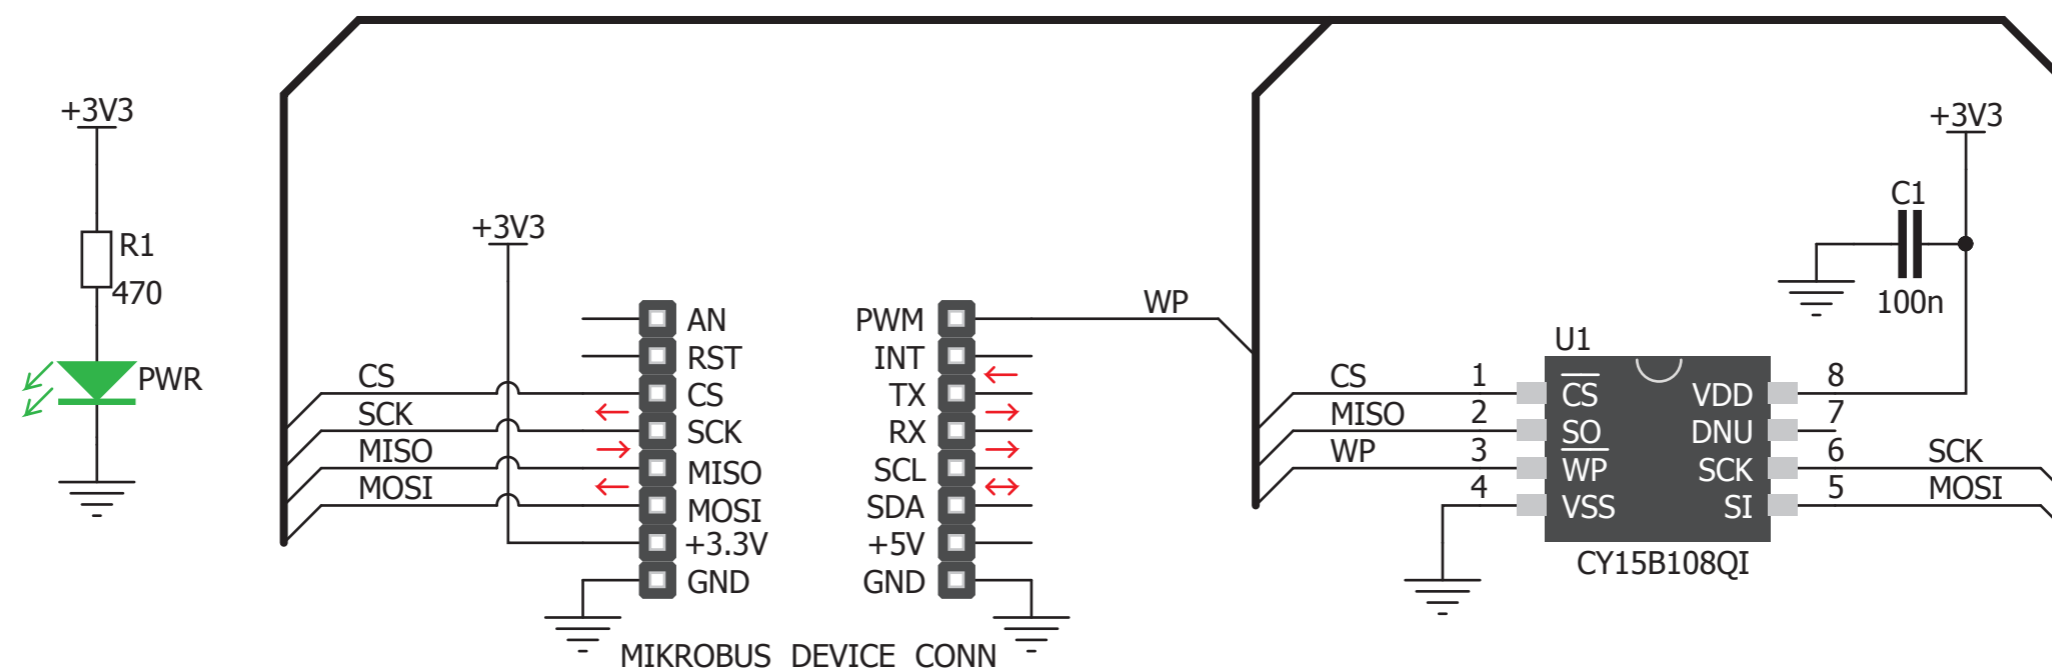 +3V3
R1
470
PWR
+3V3
CS
SCK
MISO
MOSI
AN
RST
CS
SCK
MISO
MOSI
+3.3V
GND
PWM
INT
TX
RX
SCL
SDA
+5V
GND
MIKROBUS DEVICE CONN
WP
+3V3
C1
100n
U1
CS 1 CS VDD 8
MISO 2 SO DNU 7
WP 3 WP SCK 6 SCK
4 VSS SI 5 MOSI
CY15B108QI